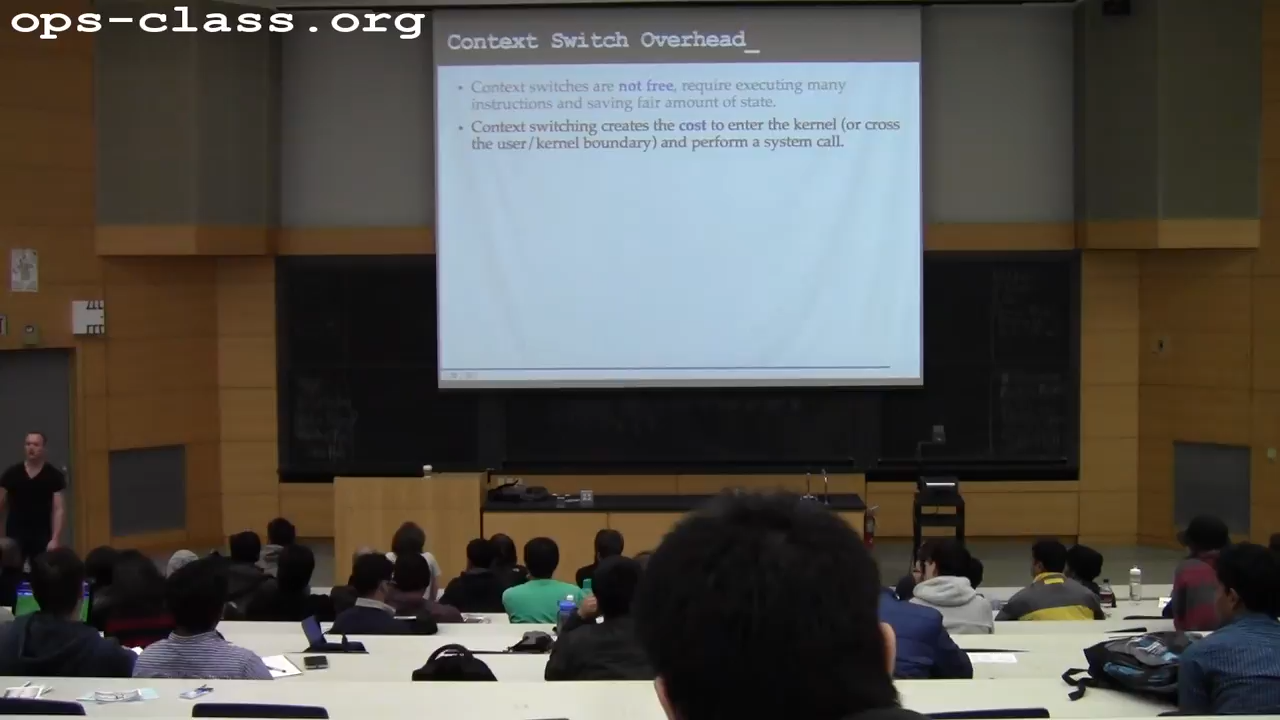 ops-class.org
Context Switch Overhead_
• Context switches are not free, require executing many
instructions and saving fair amount of state.
• Context switching creates the cost to enter the kernel (or cross
the user/kernel boundary) and perform a system call.